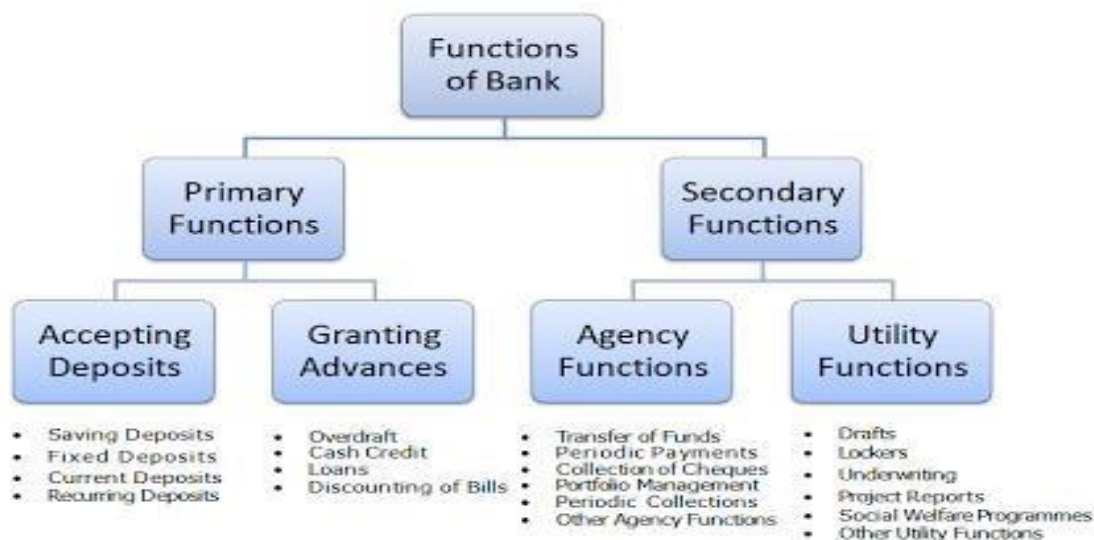 Functions
of Bank
Primary
Functions
Secondary
Functions
Accepting
Deposits
Granting
Advances
Agency
Functions
Utility
Functions
• Saving Deposits
• Fixed Deposits
• Current Deposits
• Recurring Deposits
• Overdraft
• Cash Credit
• Loans
• Discounting of Bills
• Transfer of Funds
• Periodic Payments
• Collection of Cheques
• Portfolio Management
• Periodic Collections
• Other Agency Functions
• Drafts
• Lockers
• Underwriting
• Project Reports
• Social Welfare Programmes
• Other Utility Functions